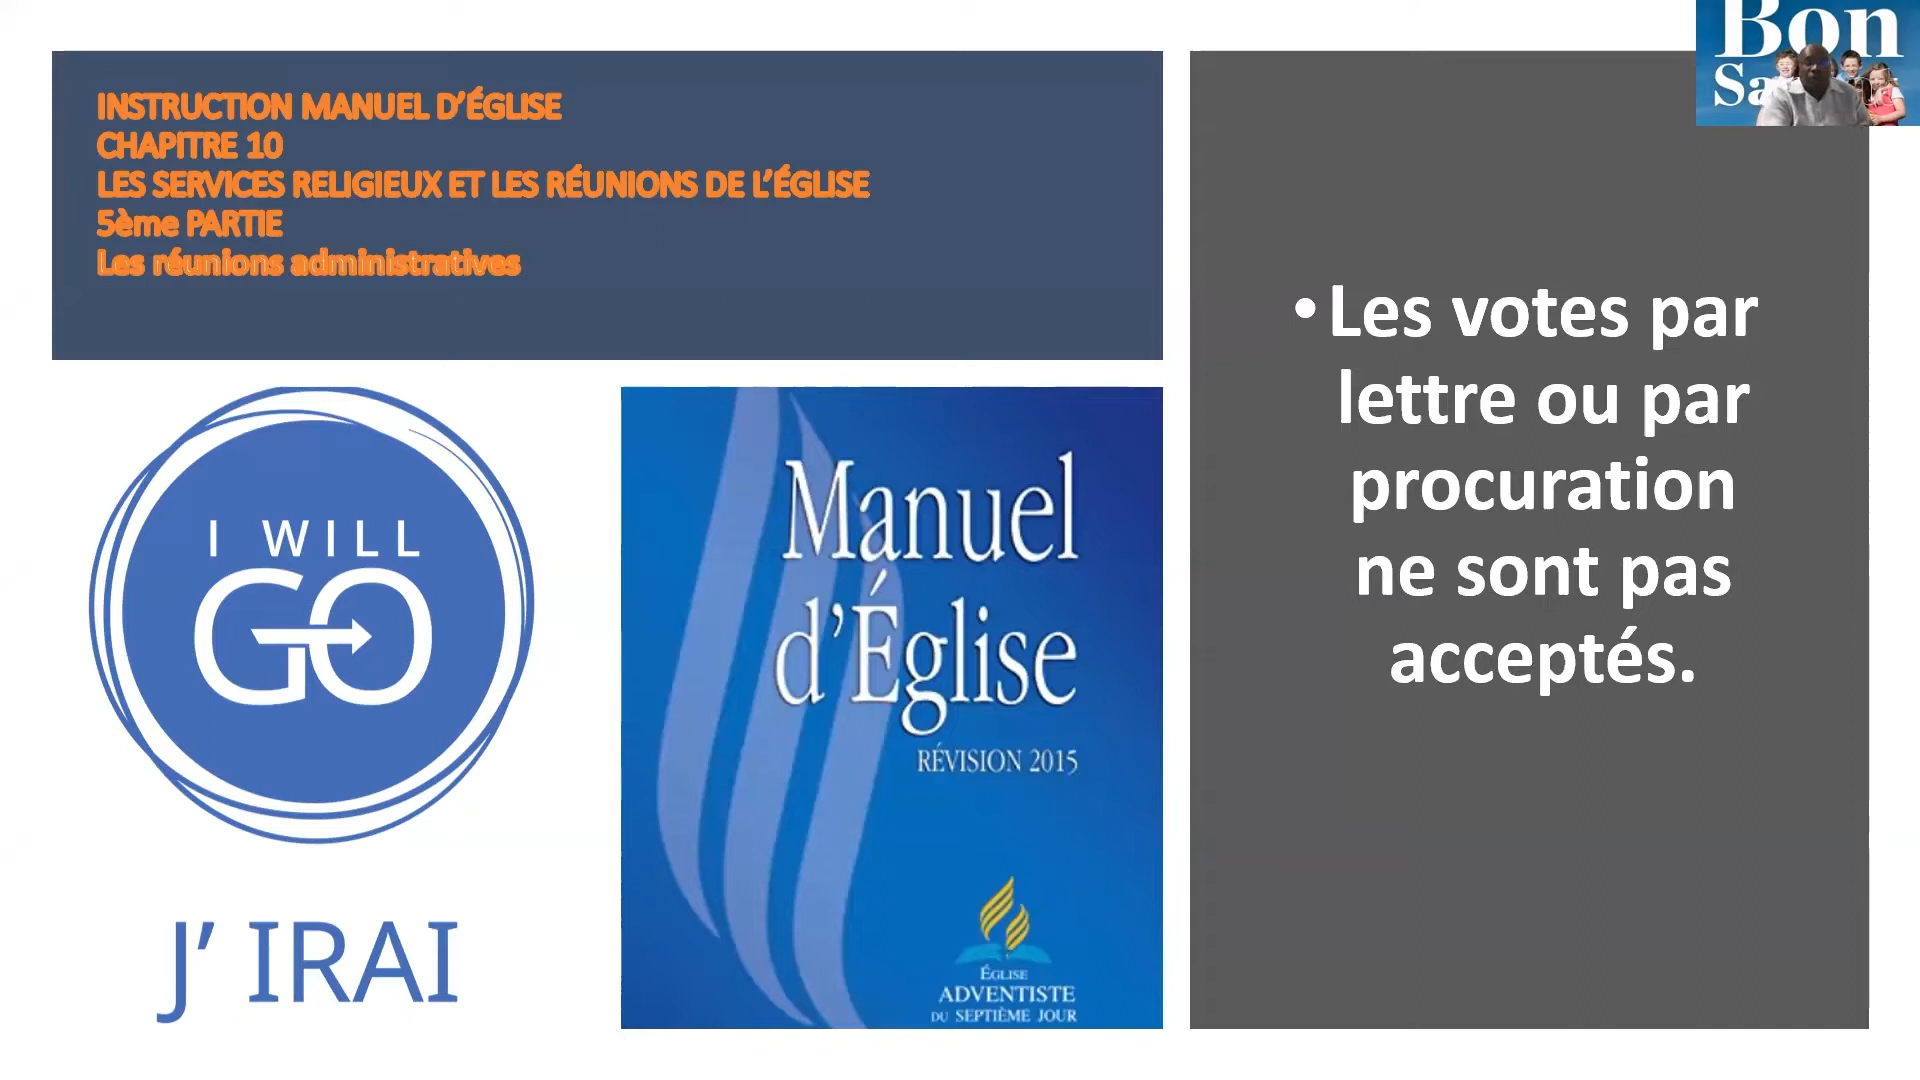 INSTRUCTION MANUEL D’ÉGLISE
CHAPITRE 10
LES SERVICES RELIGIEUX ET LES RÉUNIONS DE L’ÉGLISE
5ème PARTIE
Les réunions administratives
I WILL
GO
J’ IRAI
Manuel
d’Église
RÉVISION 2015
ÉGLISE
ADVENTISTE
DU SEPTIÈME JOUR
Bon
• Les votes par
lettre ou par
procuration
ne sont pas
acceptés.